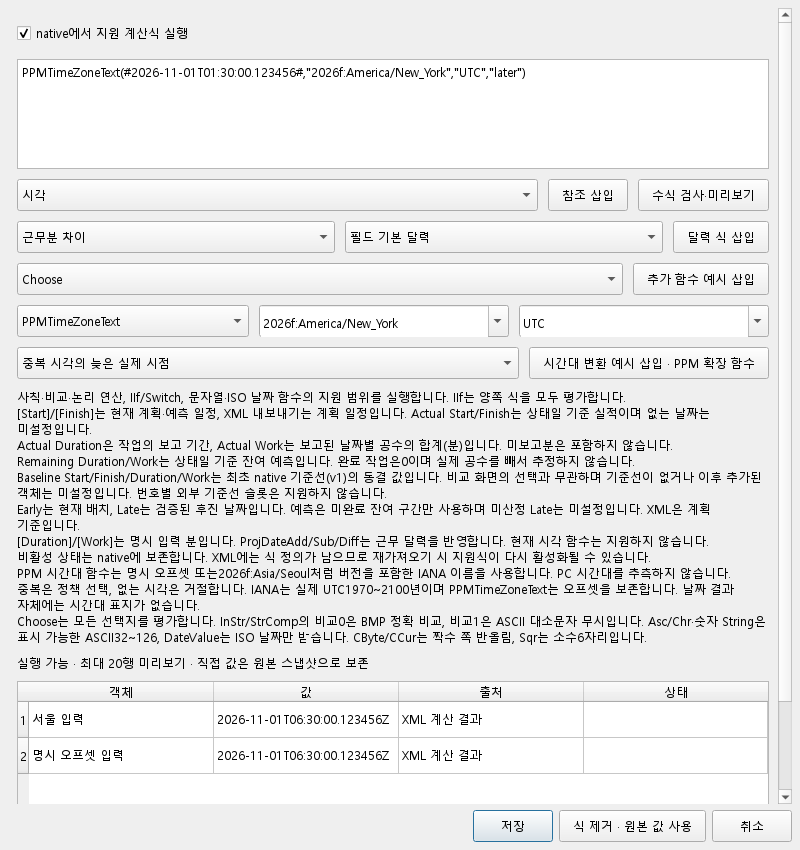 native에서 지원 계산식 실행
PPMTimeZoneText(#2026-11-01T01:30:00.123456#,"2026f:America/New_York","UTC","later")
시각
참조 삽입
수식 검사·미리보기
근무분 차이
필드 기본 달력
달력 식 삽입
Choose
추가 함수 예시 삽입
PPMTimeZoneText
2026f:America/New_York
UTC
중복 시각의 늦은 실제 시점
시간대 변환 예시 삽입 · PPM 확장 함수
사칙·비교·논리 연산, IIf/Switch, 문자열·ISO 날짜 함수의 지원 범위를 실행합니다. IIf는 양쪽 식을 모두 평가합니다.
[Start]/[Finish]는 현재 계획·예측 일정, XML 내보내기는 계획 일정입니다. Actual Start/Finish는 상태일 기준 실적이며 없는 날짜는
미설정입니다.
Actual Duration은 작업의 보고 기간, Actual Work는 보고된 날짜별 공수의 합계(분)입니다. 미보고분은 포함하지 않습니다.
Remaining Duration/Work는 상태일 기준 잔여 예측입니다. 완료 작업은0이며 실제 공수를 빼서 추정하지 않습니다.
Baseline Start/Finish/Duration/Work는 최초 native 기준선(v1)의 동결 값입니다. 비교 화면의 선택과 무관하며 기준선이 없거나 이후 추가된
객체는 미설정입니다. 번호별 외부 기준선 슬롯은 지원하지 않습니다.
Early는 현재 배치, Late는 검증된 후진 날짜입니다. 예측은 미완료 잔여 구간만 사용하며 미산정 Late는 미설정입니다. XML은 계획
기준입니다.
[Duration]/[Work]는 명시 입력 분입니다. ProjDateAdd/Sub/Diff는 근무 달력을 반영합니다. 현재 시각 함수는 지원하지 않습니다.
비활성 상태는 native에 보존합니다. XML에는 식 정의가 남으므로 재가져오기 시 지원식이 다시 활성화될 수 있습니다.
PPM 시간대 함수는 명시 오프셋 또는2026f:Asia/Seoul처럼 버전을 포함한 IANA 이름을 사용합니다. PC 시간대를 추측하지 않습니다.
중복은 정책 선택, 없는 시각은 거절합니다. IANA는 실제 UTC1970~2100년이며 PPMTimeZoneText는 오프셋을 보존합니다. 날짜 결과
자체에는 시간대 표지가 없습니다.
Choose는 모든 선택지를 평가합니다. InStr/StrComp의 비교0은 BMP 정확 비교, 비교1은 ASCII 대소문자 무시입니다. Asc/Chr·숫자 String은
표시 가능한 ASCII32~126, DateValue는 ISO 날짜만 받습니다. CByte/CCur는 짝수 쪽 반올림, Sqr는 소수6자리입니다.
실행 가능 · 최대 20행 미리보기 · 직접 값은 원본 스냅샷으로 보존
객체 값 출처 상태
1 서울 입력 2026-11-01T06:30:00.123456Z XML 계산 결과
2 명시 오프셋 입력 2026-11-01T06:30:00.123456Z XML 계산 결과
저장
식 제거 · 원본 값 사용
취소